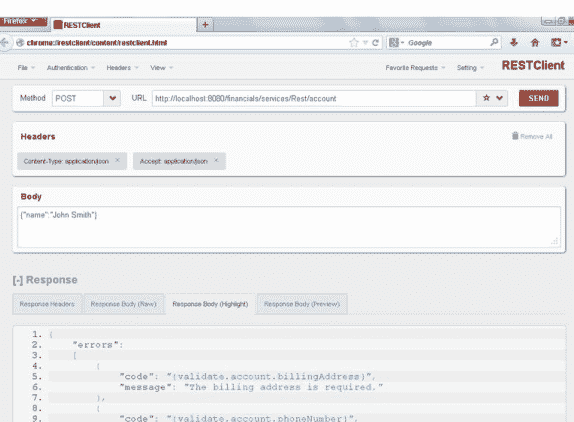 Firefox
RESTClient
+
chrome://restclient/content/restclient.html
Google
File
Authentication
Headers
View
Favorite Requests
Setting
RESTClient
Method
POST
URL
http://localhost:8080/financials/services/Rest/account
SEND
Headers
Remove All
Content-Type: application/json ×
Accept: application/json ×
Body
{"name":"John Smith"}
[-] Response
Response Headers
Response Body (Raw)
Response Body (Highlight)
Response Body (Preview)
1. {
2. "errors":
3. [
4. {
5. "code": "{validate.account.billingAddress}",
6. "message": "The billing address is required."
7. },
8. {
9. "code": "{validate.account.phoneNumber}",